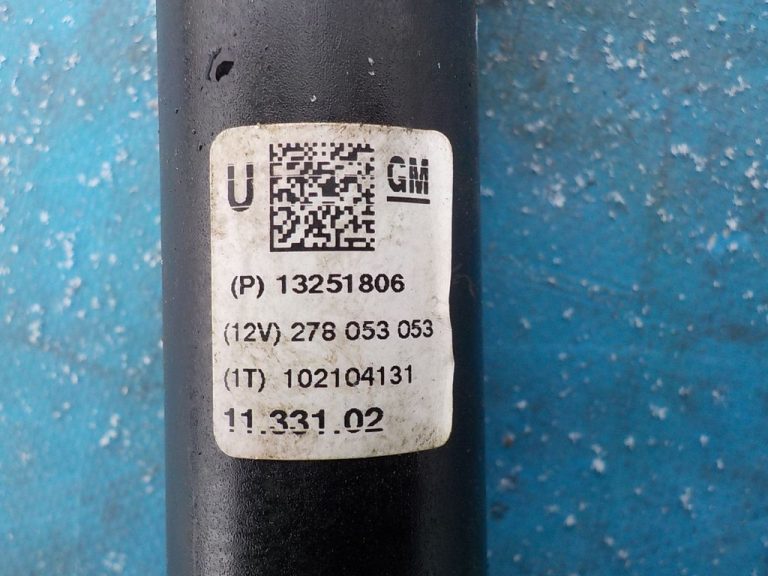 U GM
(P) 13251806
(12V) 278 053 053
(1T) 102104131
11.331.02